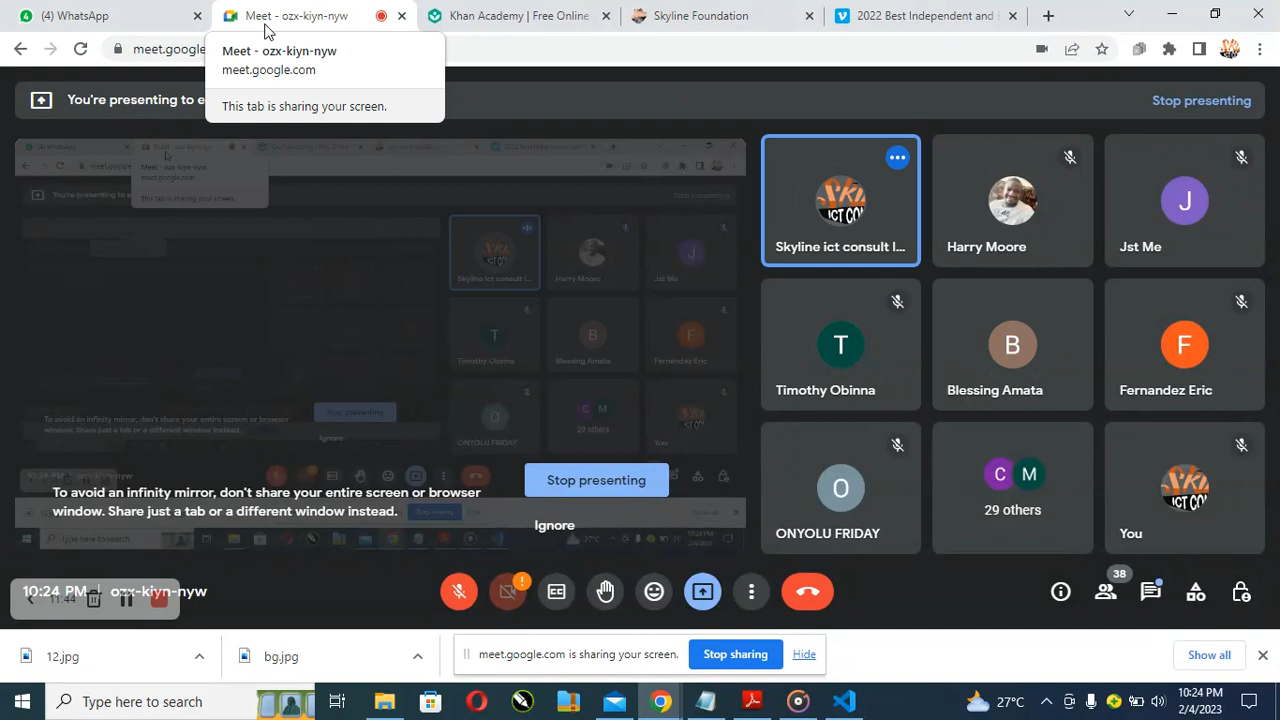 (4) WhatsApp
Meet - ozx-kiyn-nyw
Khan Academy | Free Online
Skyline Foundation
2022 Best Independent and
meet.google
Meet - ozx-kiyn-nyw
meet.google.com
This tab is sharing your screen.
You're presenting to e
Stop presenting
Skyline ict consult l...
Harry Moore
J
Jst Me
T
Timothy Obinna
B
Blessing Amata
F
Fernandez Eric
O
ONYOLU FRIDAY
C M
29 others
You
To avoid an infinity mirror, don't share your entire screen or browser
window. Share just a tab or a different window instead.
Stop presenting
Ignore
10:24 PM
ozx-kiyn-nyw
11:44
38
12.jpg
bg.jpg
meet.google.com is sharing your screen.
Stop sharing
Hide
Show all
Type here to search
27°C
10:24 PM
2/4/2023